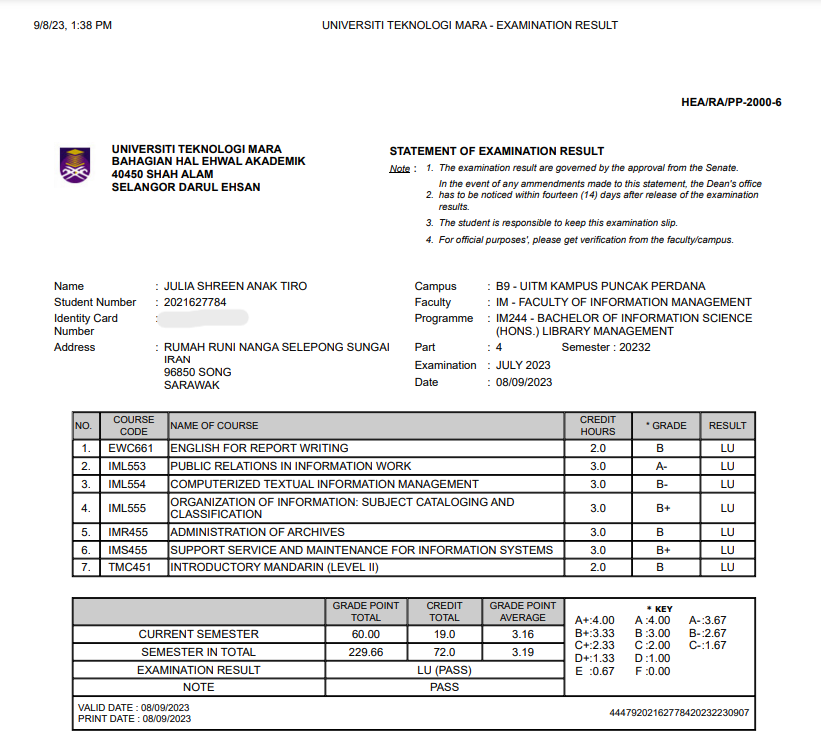 9/8/23, 1:38 PM UNIVERSITI TEKNOLOGI MARA - EXAMINATION RESULT
HEA/RA/PP-2000-6
UNIVERSITI TEKNOLOGI MARA
BAHAGIAN HAL EHWAL AKADEMIK
40450 SHAH ALAM
SELANGOR DARUL EHSAN
STATEMENT OF EXAMINATION RESULT
Note : 1. The examination result are governed by the approval from the Senate.
In the event of any ammendments made to this statement, the Dean's office
2. has to be noticed within fourteen (14) days after release of the examination
results.
3. The student is responsible to keep this examination slip.
4. For official purposes', please get verification from the faculty/campus.
Name : JULIA SHREEN ANAK TIRO
Student Number : 2021627784
Identity Card
Number :
Address : RUMAH RUNI NANGA SELEPONG SUNGAI
IRAN
96850 SONG
SARAWAK
Campus : B9 - UITM KAMPUS PUNCAK PERDANA
Faculty : IM - FACULTY OF INFORMATION MANAGEMENT
Programme : IM244 - BACHELOR OF INFORMATION SCIENCE
(HONS.) LIBRARY MANAGEMENT
Part : 4 Semester : 20232
Examination : JULY 2023
Date : 08/09/2023
NO. COURSE CODE NAME OF COURSE CREDIT HOURS * GRADE RESULT
1. EWC661 ENGLISH FOR REPORT WRITING 2.0 B LU
2. IML553 PUBLIC RELATIONS IN INFORMATION WORK 3.0 A- LU
3. IML554 COMPUTERIZED TEXTUAL INFORMATION MANAGEMENT 3.0 B- LU
4. IML555 ORGANIZATION OF INFORMATION: SUBJECT CATALOGING AND CLASSIFICATION 3.0 B+ LU
5. IMR455 ADMINISTRATION OF ARCHIVES 3.0 B LU
6. IMS455 SUPPORT SERVICE AND MAINTENANCE FOR INFORMATION SYSTEMS 3.0 B+ LU
7. TMC451 INTRODUCTORY MANDARIN (LEVEL II) 2.0 B LU
GRADE POINT TOTAL CREDIT TOTAL GRADE POINT AVERAGE
CURRENT SEMESTER 60.00 19.0 3.16
SEMESTER IN TOTAL 229.66 72.0 3.19
EXAMINATION RESULT LU (PASS)
NOTE PASS
* KEY
A+:4.00 A :4.00 A-:3.67
B+:3.33 B :3.00 B-:2.67
C+:2.33 C :2.00 C-:1.67
D+:1.33 D :1.00
E :0.67 F :0.00
VALID DATE : 08/09/2023
PRINT DATE : 08/09/2023
44479202162778420232230907